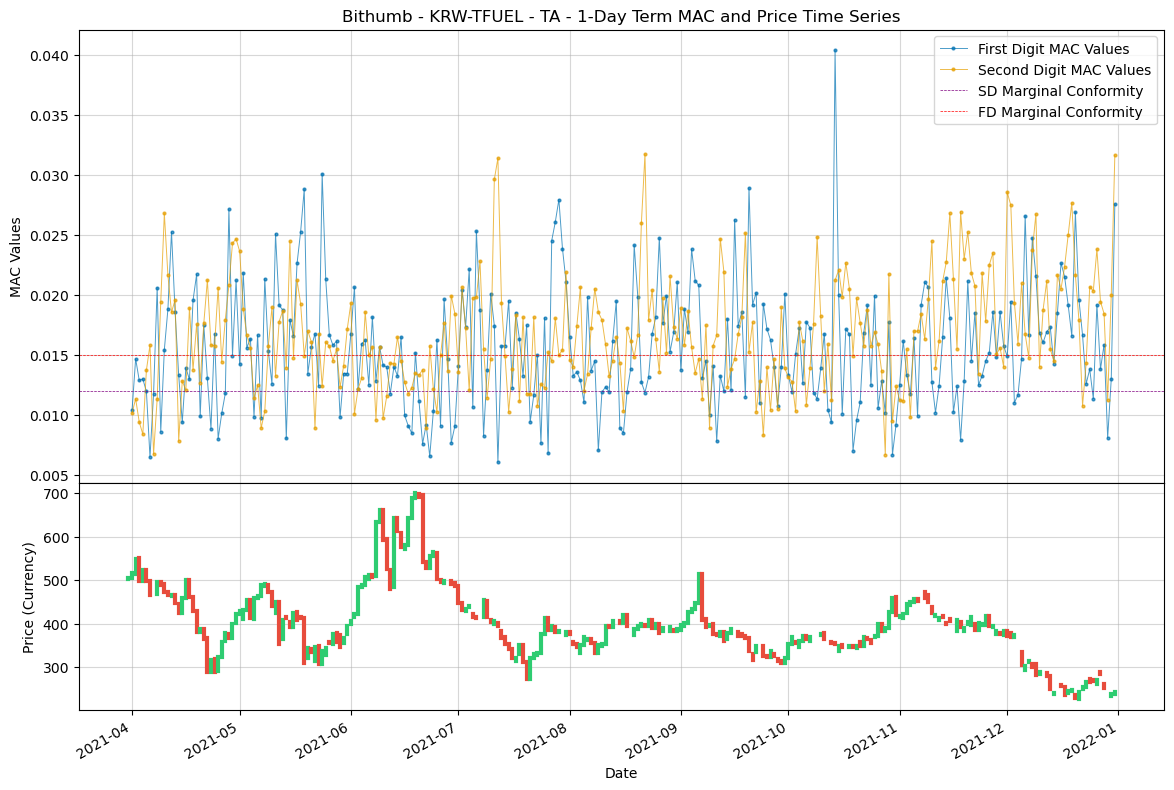 Bithumb - KRW-TFUEL - TA - 1-Day Term MAC and Price Time Series
First Digit MAC Values
Second Digit MAC Values
SD Marginal Conformity
FD Marginal Conformity
MAC Values
0.040
0.035
0.030
0.025
0.020
0.015
0.010
0.005
Price (Currency)
700
600
500
400
300
2021-04
2021-05
2021-06
2021-07
2021-08
2021-09
2021-10
2021-11
2021-12
2022-01
Date